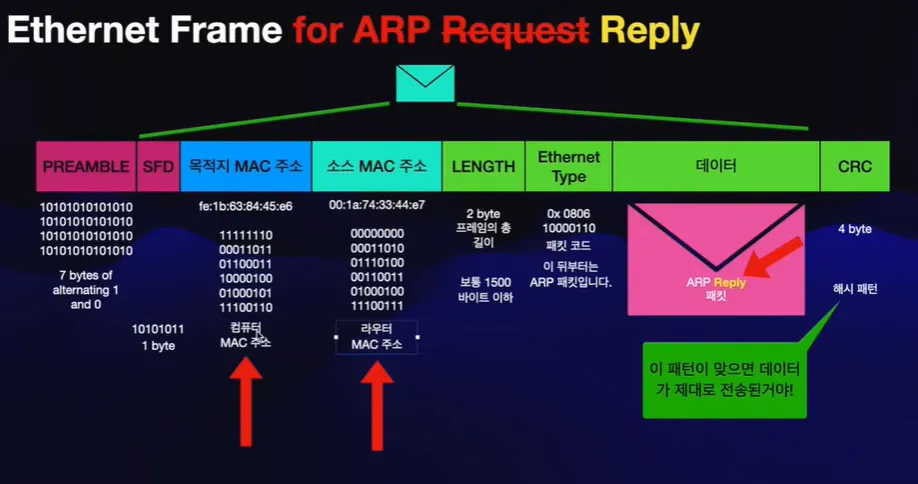 Ethernet Frame for ARP Request Reply
PREAMBLE
SFD
목적지 MAC 주소
소스 MAC 주소
LENGTH
Ethernet
Type
데이터
CRC
10101010101010
10101010101010
10101010101010
10101010101010
7 bytes of
alternating 1
and 0
10101011
1 byte
fe:1b:63:84:45:e6
11111110
00011011
01100011
10000100
01000101
11100110
컴퓨터
MAC 주소
00:1a:74:33:44:e7
00000000
00011010
01110100
00110011
01000100
11100111
라우터
MAC 주소
2 byte
프레임의 총
길이
보통 1500
바이트 이하
0x 0806
10000110
패킷 코드
이 뒤부터는
ARP 패킷입니다.
ARP Reply
패킷
4 byte
해시 패턴
이 패턴이 맞으면 데이터
가 제대로 전송된거야!